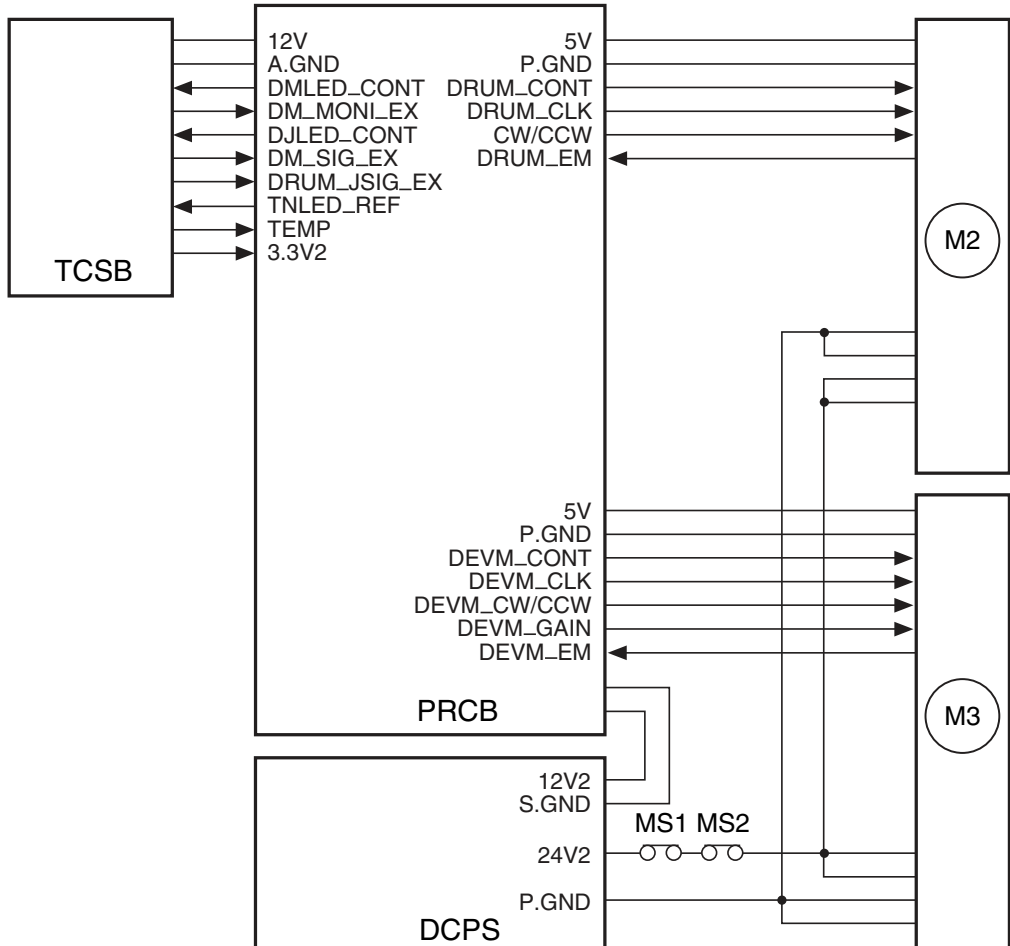 12V
A.GND
DMLED_CONT
DM_MONI_EX
DJLED_CONT
DM_SIG_EX
DRUM_JSIG_EX
TNLED_REF
TEMP
3.3V2
TCSB
5V
P.GND
DRUM_CONT
DRUM_CLK
CW/CCW
DRUM_EM
M2
5V
P.GND
DEVM_CONT
DEVM_CLK
DEVM_CW/CCW
DEVM_GAIN
DEVM_EM
PRCB
M3
12V2
S.GND
MS1 MS2
24V2
P.GND
DCPS